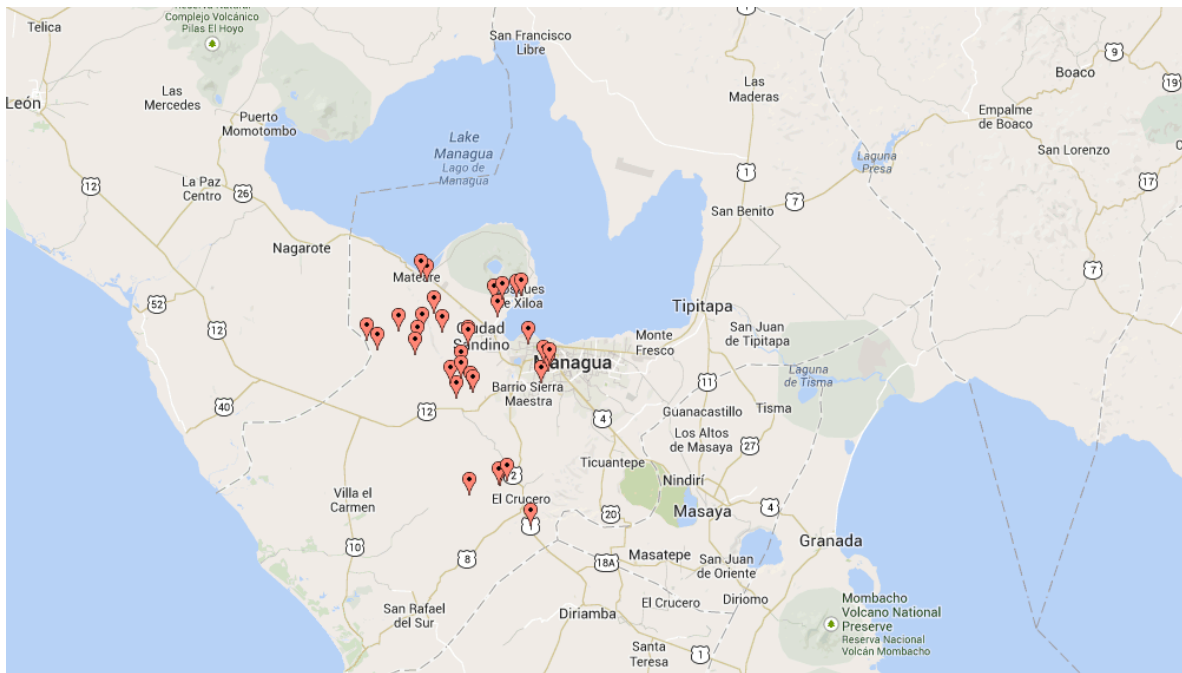 Reserva Natural
Complejo Volcánico
Pilas El Hoyo
Telica
San Francisco
Libre
1
9
Boaco
19
Las
Mercedes
León
Las
Maderas
Puerto
Momotombo
Empalme
de Boaco
Lake
Managua
Lago de
Managua
San Lorenzo
Laguna
Presa
1
12
La Paz
Centro
26
17
7
San Benito
Nagarote
Mateare
7
52
de Xiloa
Tipitapa
12
Ciudad
Sandino
San Juan
de Tipitapa
Monte
Fresco
Managua
Laguna
de Tisma
11
Barrio Sierra
Maestra
40
12
4
Guanacastillo
Tisma
Los Altos
de Masaya
27
Ticuantepe
2
Nindirí
Villa el
Carmen
El Crucero
Masaya
4
20
1
Granada
10
8
18A
Masatepe
San Juan
de Oriente
Diriomo
El Crucero
Mombacho
Volcano National
Preserve
Reserva Nacional
Volcán Mombacho
San Rafael
del Sur
Diriamba
Santa
Teresa
1